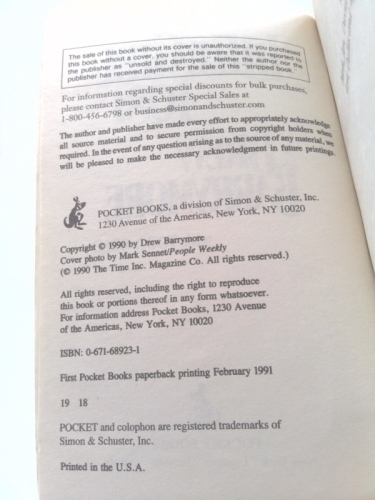 The sale of this book without its cover is unauthorized. If you purchased
this book without a cover, you should be aware that it was reported to
the publisher as "unsold and destroyed." Neither the author nor the
publisher has received payment for the sale of this "stripped book."
For information regarding special discounts for bulk purchases,
please contact Simon & Schuster Special Sales at
1-800-456-6798 or business@simonandschuster.com
The author and publisher have made every effort to appropriately acknowledge
all source material and to secure permission from copyright holders when
required. In the event of any question arising as to the source of any material, we
will be pleased to make the necessary acknowledgment in future printings.
POCKET BOOKS, a division of Simon & Schuster, Inc.
1230 Avenue of the Americas, New York, NY 10020
Copyright © 1990 by Drew Barrymore
Cover photo by Mark Sennet/People Weekly
(© 1990 The Time Inc. Magazine Co. All rights reserved.)
All rights reserved, including the right to reproduce
this book or portions thereof in any form whatsoever.
For information address Pocket Books, 1230 Avenue
of the Americas, New York, NY 10020
ISBN: 0-671-68923-1
First Pocket Books paperback printing February 1991
19 18
POCKET and colophon are registered trademarks of
Simon & Schuster, Inc.
Printed in the U.S.A.